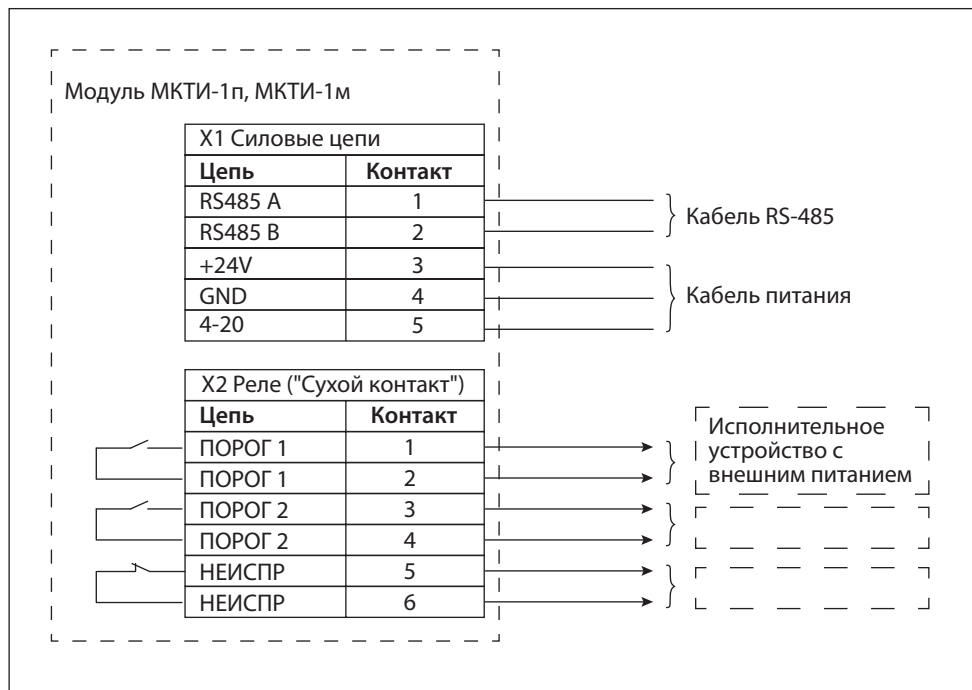 Модуль МКТИ-1п, МКТИ-1м
X1 Силовые цепи
Цепь Контакт
RS485 A 1
RS485 B 2
+24V 3
GND 4
4-20 5
Кабель RS-485
Кабель питания
X2 Реле ("Сухой контакт")
Цепь Контакт
ПОРОГ 1 1
ПОРОГ 1 2
ПОРОГ 2 3
ПОРОГ 2 4
НЕИСПР 5
НЕИСПР 6
Исполнительное
устройство с
внешним питанием